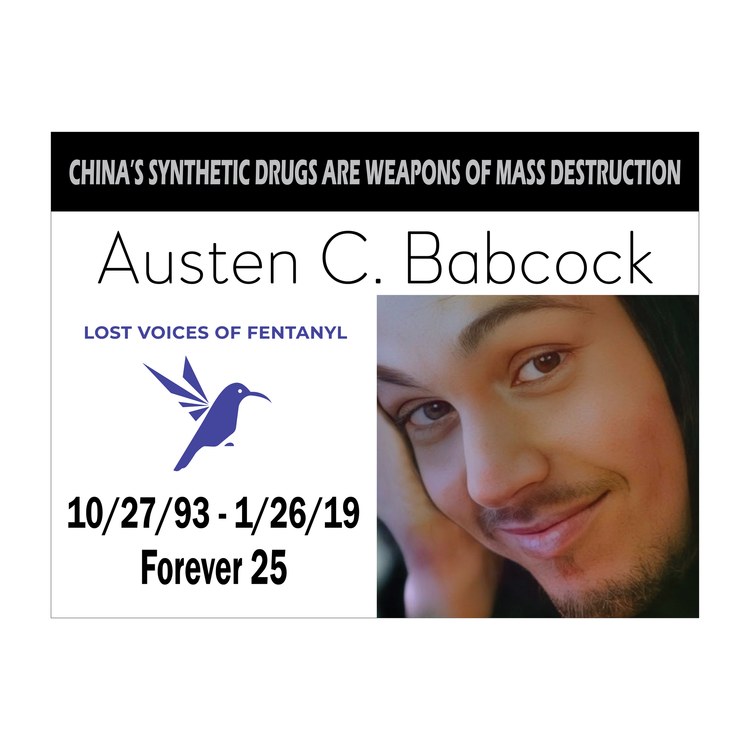 CHINA'S SYNTHETIC DRUGS ARE WEAPONS OF MASS DESTRUCTION
Austen C. Babcock
LOST VOICES OF FENTANYL
10/27/93 - 1/26/19
Forever 25